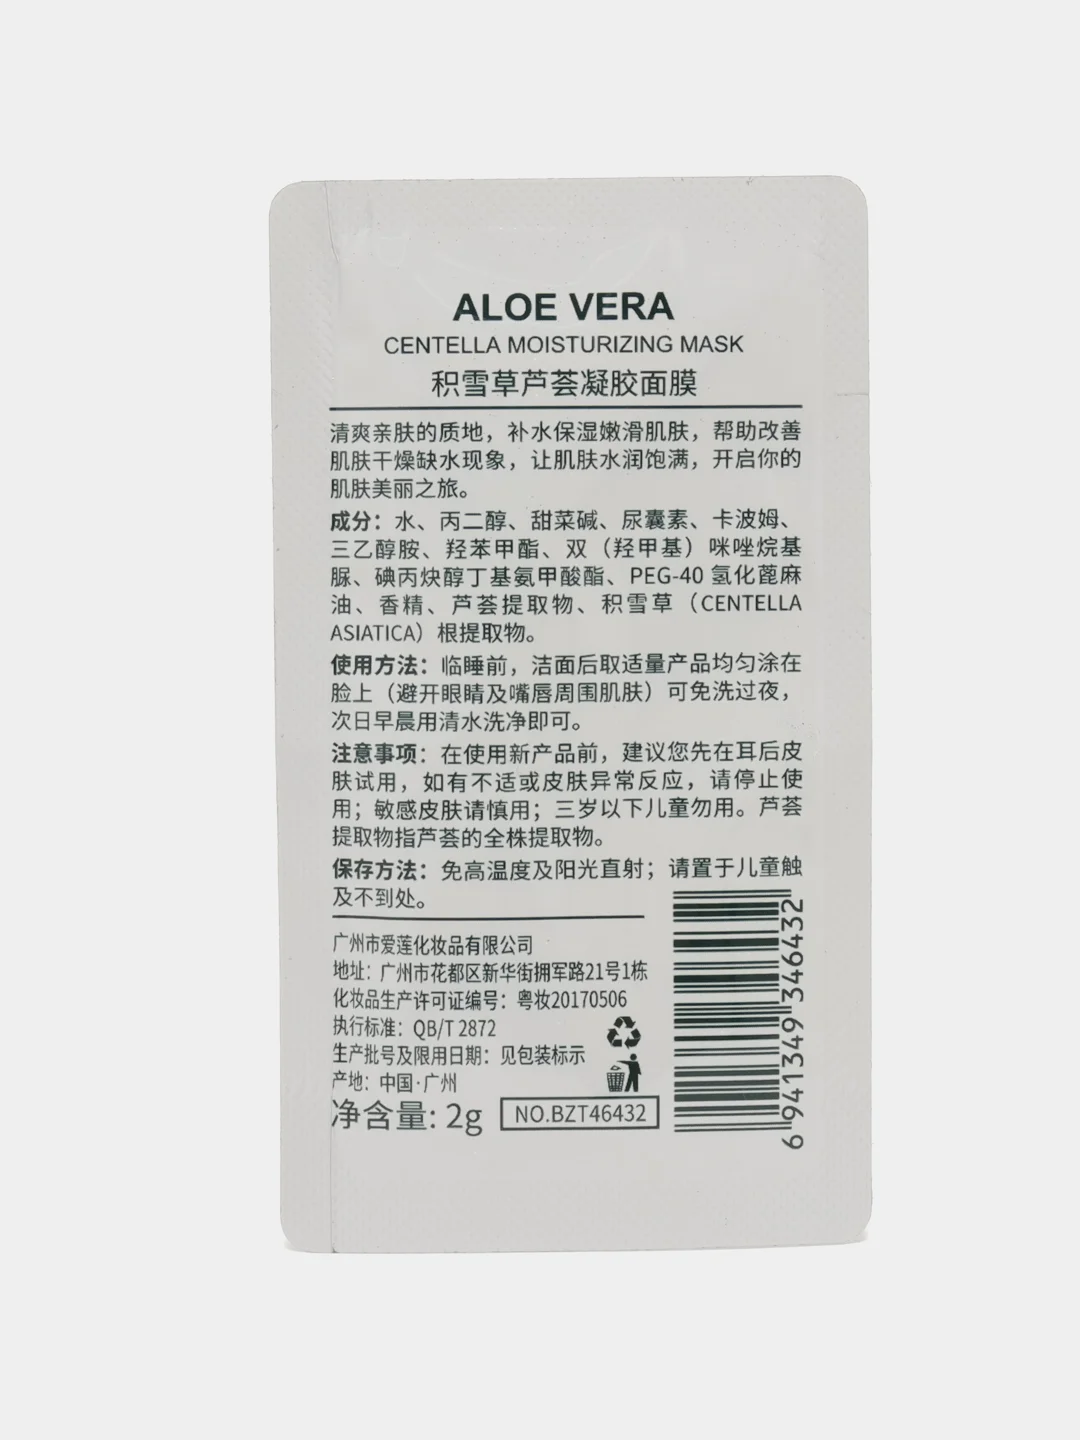 ALOE VERA
CENTELLA MOISTURIZING MASK
积雪草芦荟凝胶面膜
清爽亲肤的质地，补水保湿嫩滑肌肤，帮助改善
肌肤干燥缺水现象，让肌肤水润饱满，开启你的
肌肤美丽之旅。
成分：水、丙二醇、甜菜碱、尿囊素、卡波姆、
三乙醇胺、羟苯甲酯、双（羟甲基）咪唑烷基
脲、碘丙炔醇丁基氨甲酸酯、PEG-40 氢化蓖麻
油、香精、芦荟提取物、积雪草（CENTELLA
ASIATICA）根提取物。
使用方法：临睡前，洁面后取适量产品均匀涂在
脸上（避开眼睛及嘴唇周围肌肤）可免洗过夜，
次日早晨用清水洗净即可。
注意事项：在使用新产品前，建议您先在耳后皮
肤试用，如有不适或皮肤异常反应，请停止使
用；敏感皮肤请慎用；三岁以下儿童勿用。芦荟
提取物指芦荟的全株提取物。
保存方法：免高温度及阳光直射；请置于儿童触
及不到处。
广州市爱莲化妆品有限公司
地址：广州市花都区新华街拥军路21号1栋
化妆品生产许可证编号：粤妆20170506
执行标准：QB/T 2872
生产批号及限用日期：见包装标示
产地：中国·广州
净含量: 2g
NO.BZT46432
6 941349 346432